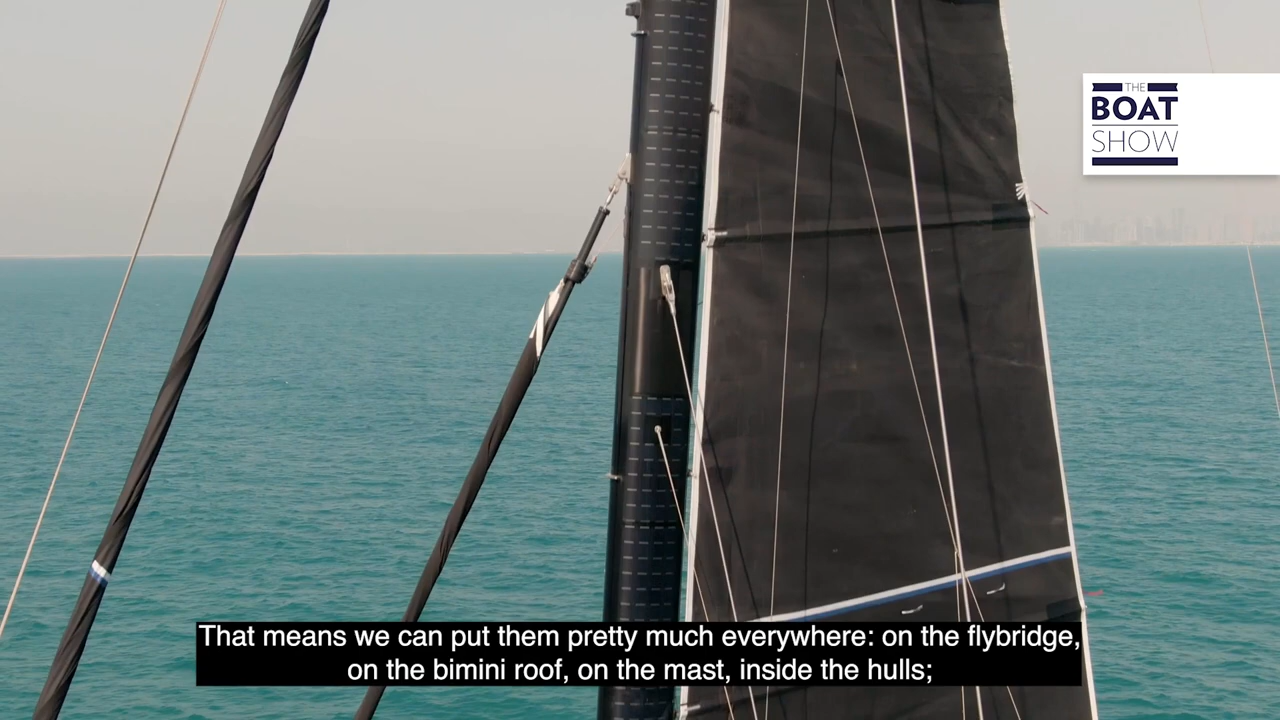 THE
BOAT
SHOW
That means we can put them pretty much everywhere: on the flybridge,
on the bimini roof, on the mast, inside the hulls;